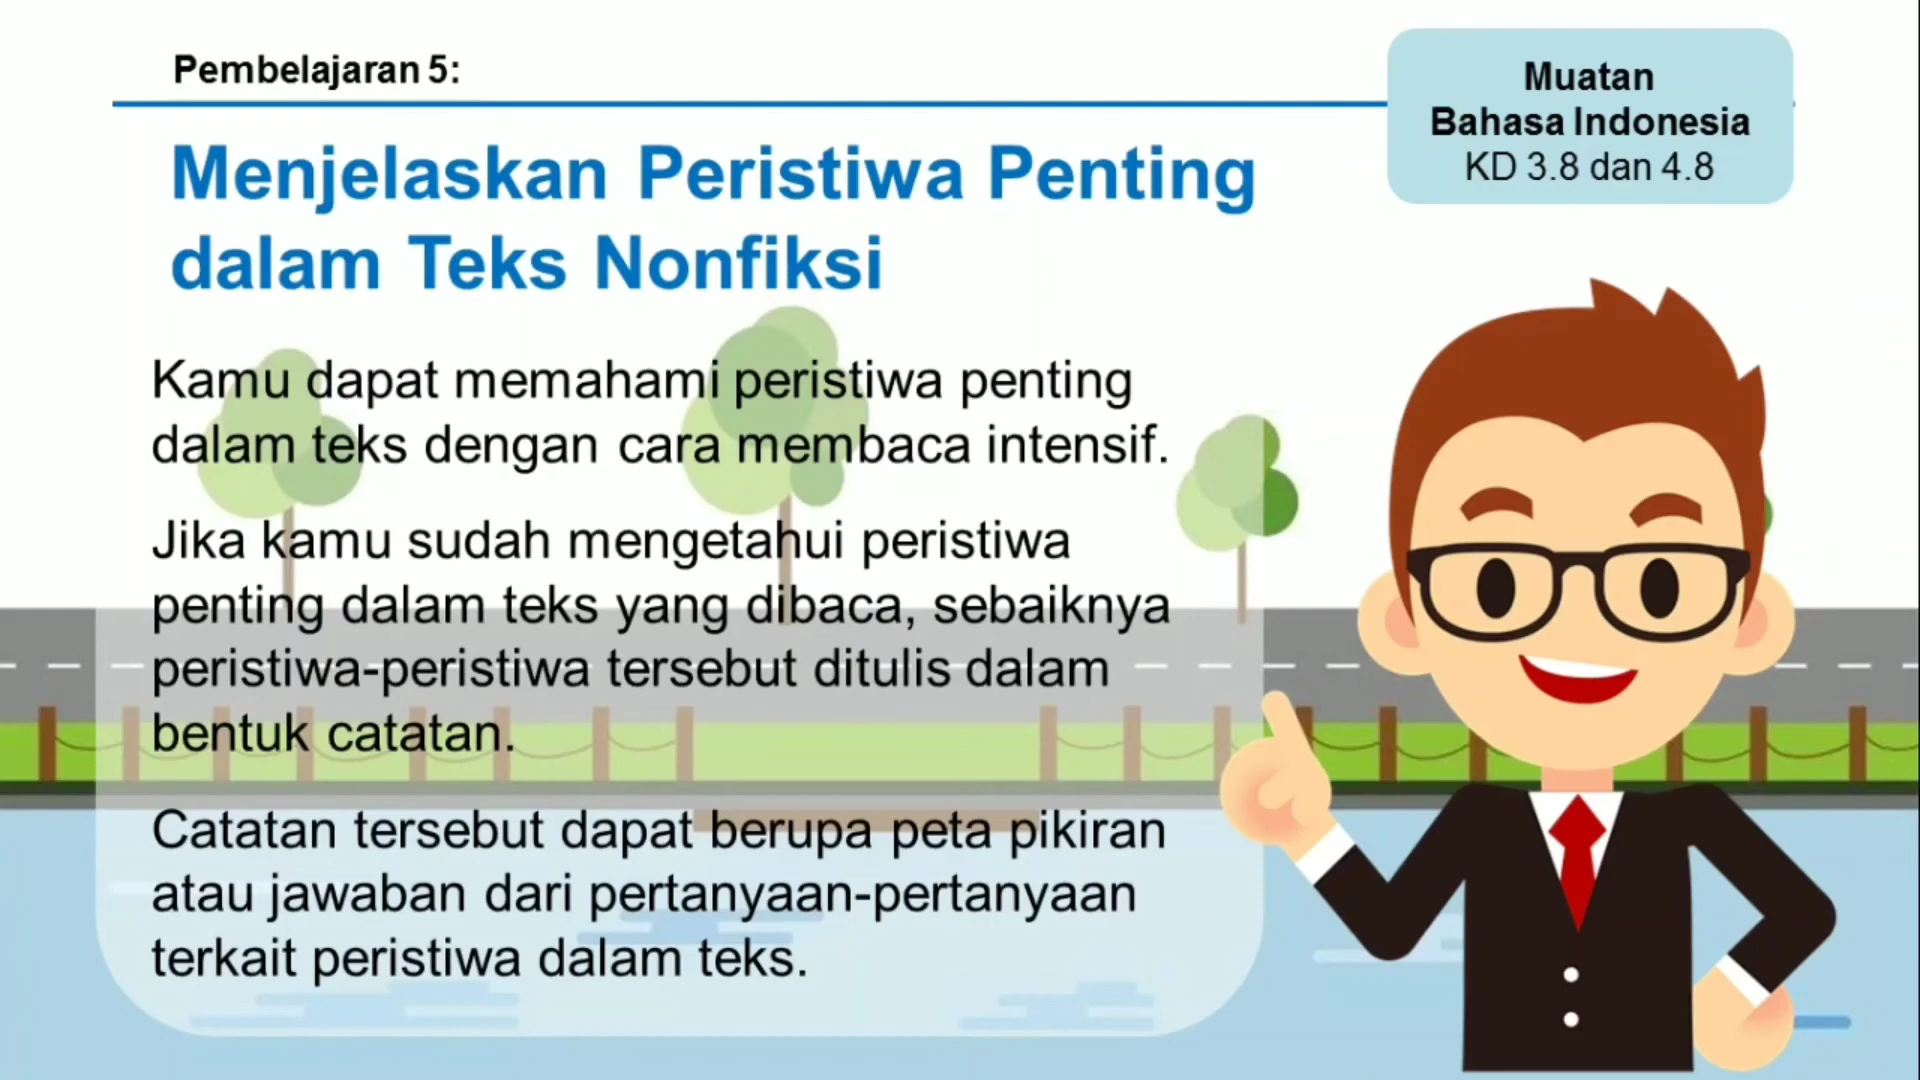 Pembelajaran 5:
Muatan
Bahasa Indonesia
KD 3.8 dan 4.8
Menjelaskan Peristiwa Penting
dalam Teks Nonfiksi
Kamu dapat memahami peristiwa penting
dalam teks dengan cara membaca intensif.
Jika kamu sudah mengetahui peristiwa
penting dalam teks yang dibaca, sebaiknya
peristiwa-peristiwa tersebut ditulis dalam
bentuk catatan.
Catatan tersebut dapat berupa peta pikiran
atau jawaban dari pertanyaan-pertanyaan
terkait peristiwa dalam teks.